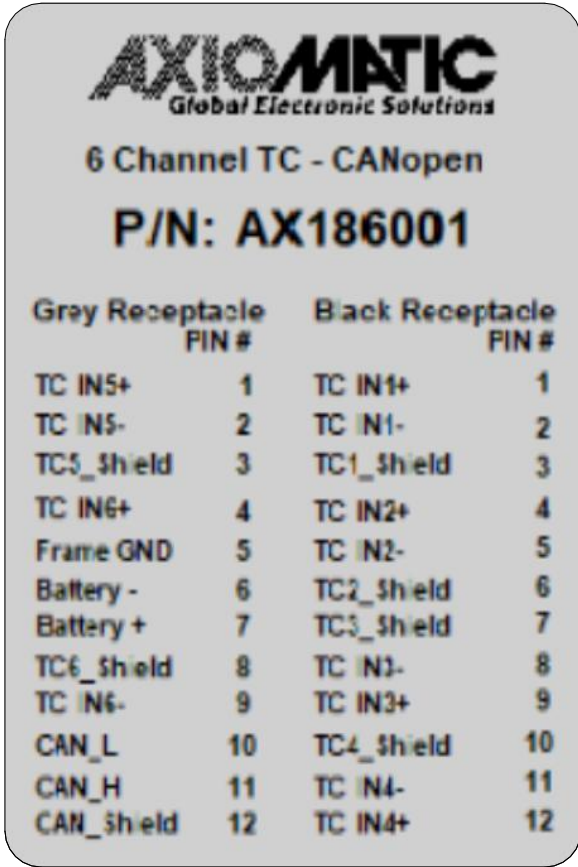 AXIOMATIC
Global Electronic Solutions
6 Channel TC - CANopen
P/N: AX186001
Grey Receptacle Black Receptacle
PIN # PIN #
TC IN5+ 1 TC IN1+ 1
TC IN5- 2 TC IN1- 2
TC5_Shield 3 TC1_Shield 3
TC IN6+ 4 TC IN2+ 4
Frame GND 5 TC IN2- 5
Battery - 6 TC2_Shield 6
Battery + 7 TC3_Shield 7
TC6_Shield 8 TC IN3- 8
TC IN6- 9 TC IN3+ 9
CAN_L 10 TC4_Shield 10
CAN_H 11 TC IN4- 11
CAN_Shield 12 TC IN4+ 12